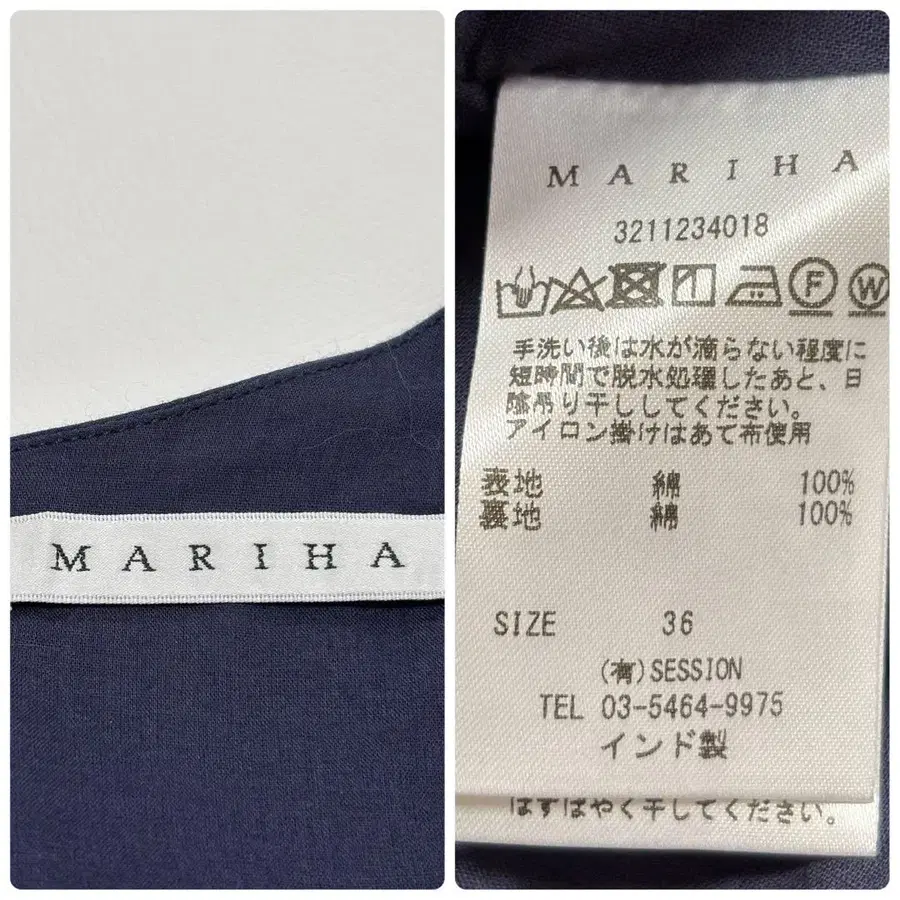 MARIHA
MARIHA
3211234018
F W
手洗い後は水が滴らない程度に
短時間で脱水処理したあと、日
陰吊り干ししてください。
アイロン掛けはあて布使用
表地 綿 100%
裏地 綿 100%
SIZE 36
(有)SESSION
TEL 03-5464-9975
インド製
はすばやく干してください。